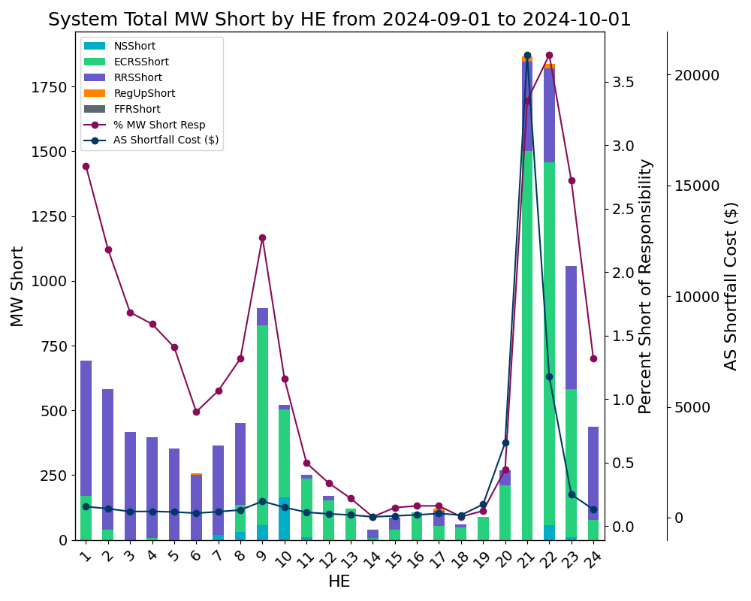 System Total MW Short by HE from 2024-09-01 to 2024-10-01
NSShort
ECRSShort
RRSShort
RegUpShort
FFRShort
% MW Short Resp
AS Shortfall Cost ($)
MW Short
1750
1500
1250
1000
750
500
250
0
3.5
3.0
2.5
2.0
1.5
1.0
0.5
0.0
Percent Short of Responsibility
20000
15000
10000
5000
0
AS Shortfall Cost ($)
1 2 3 4 5 6 7 8 9 10 11 12 13 14 15 16 17 18 19 20 21 22 23 24
HE